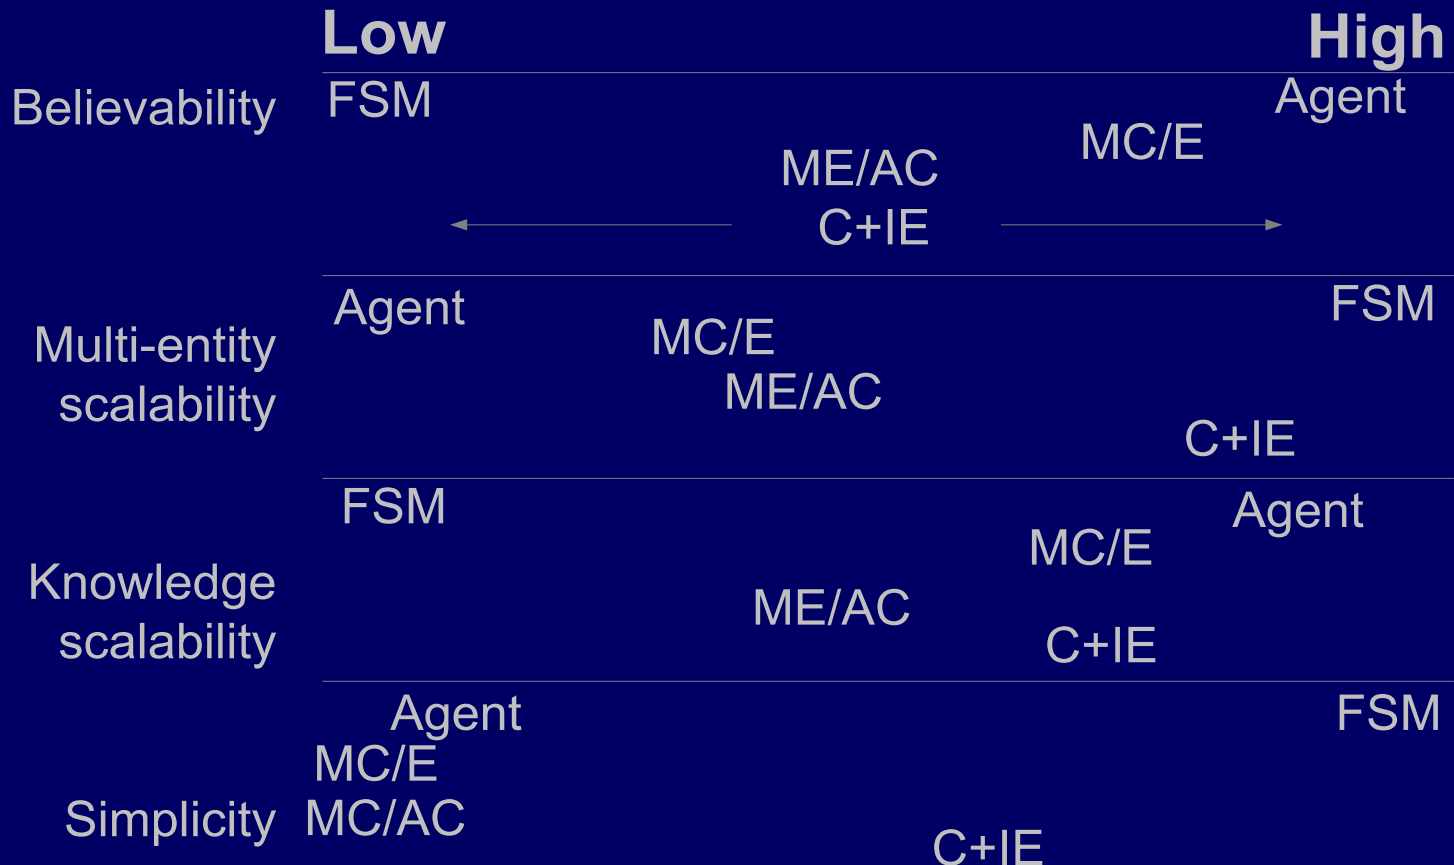 Low High
Believability FSM Agent
MC/E
ME/AC
C+IE
Agent FSM
Multi-entity MC/E
scalability ME/AC
C+IE
FSM Agent
MC/E
Knowledge ME/AC
scalability C+IE
Agent FSM
MC/E
Simplicity MC/AC
C+IE